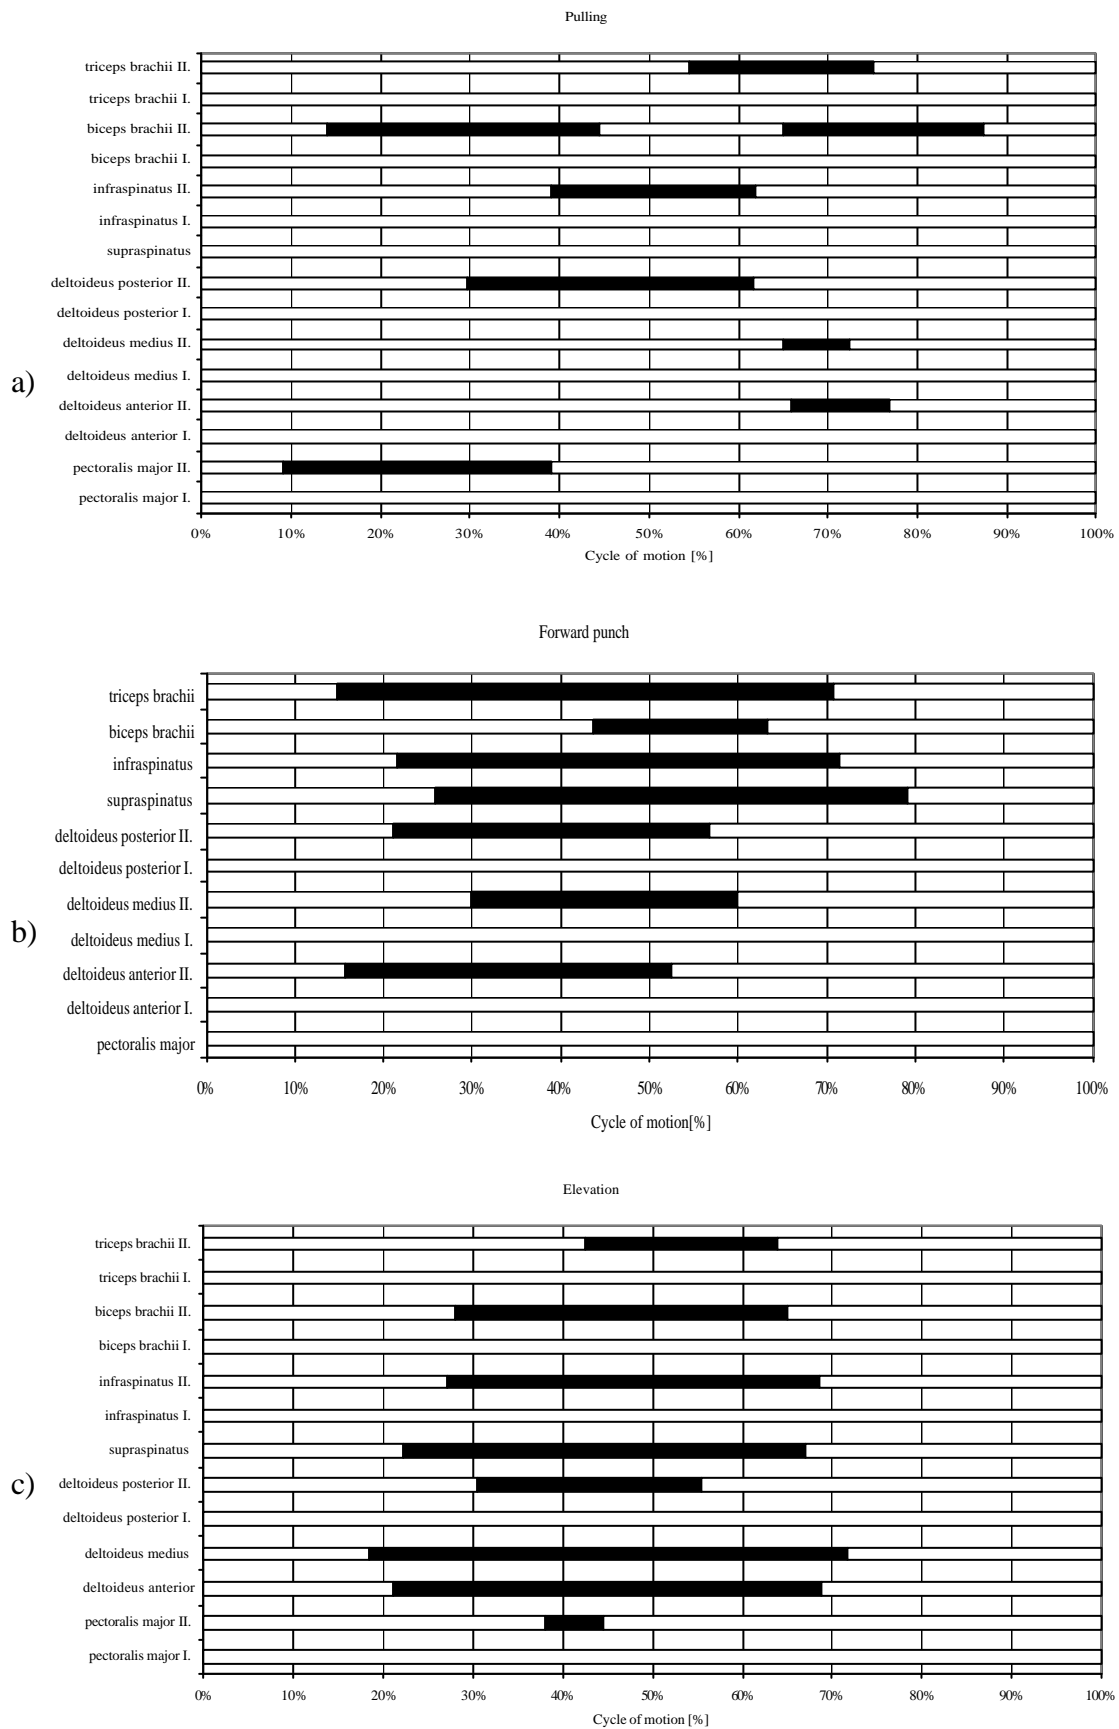 Pulling
triceps brachii II.
triceps brachii I.
biceps brachii II.
biceps brachii I.
infraspinatus II.
infraspinatus I.
supraspinatus
deltoideus posterior II.
deltoideus posterior I.
deltoideus medius II.
a)
deltoideus medius I.
deltoideus anterior II.
deltoideus anterior I.
pectoralis major II.
pectoralis major I.
0% 10% 20% 30% 40% 50% 60% 70% 80% 90% 100%
Cycle of motion [%]
Forward punch
triceps brachii
biceps brachii
infraspinatus
supraspinatus
deltoideus posterior II.
deltoideus posterior I.
deltoideus medius II.
b)
deltoideus medius I.
deltoideus anterior II.
deltoideus anterior I.
pectoralis major
0% 10% 20% 30% 40% 50% 60% 70% 80% 90% 100%
Cycle of motion[%]
Elevation
triceps brachii II.
triceps brachii I.
biceps brachii II.
biceps brachii I.
infraspinatus II.
infraspinatus I.
supraspinatus
c)
deltoideus posterior II.
deltoideus posterior I.
deltoideus medius
deltoideus anterior
pectoralis major II.
pectoralis major I.
0% 10% 20% 30% 40% 50% 60% 70% 80% 90% 100%
Cycle of motion [%]